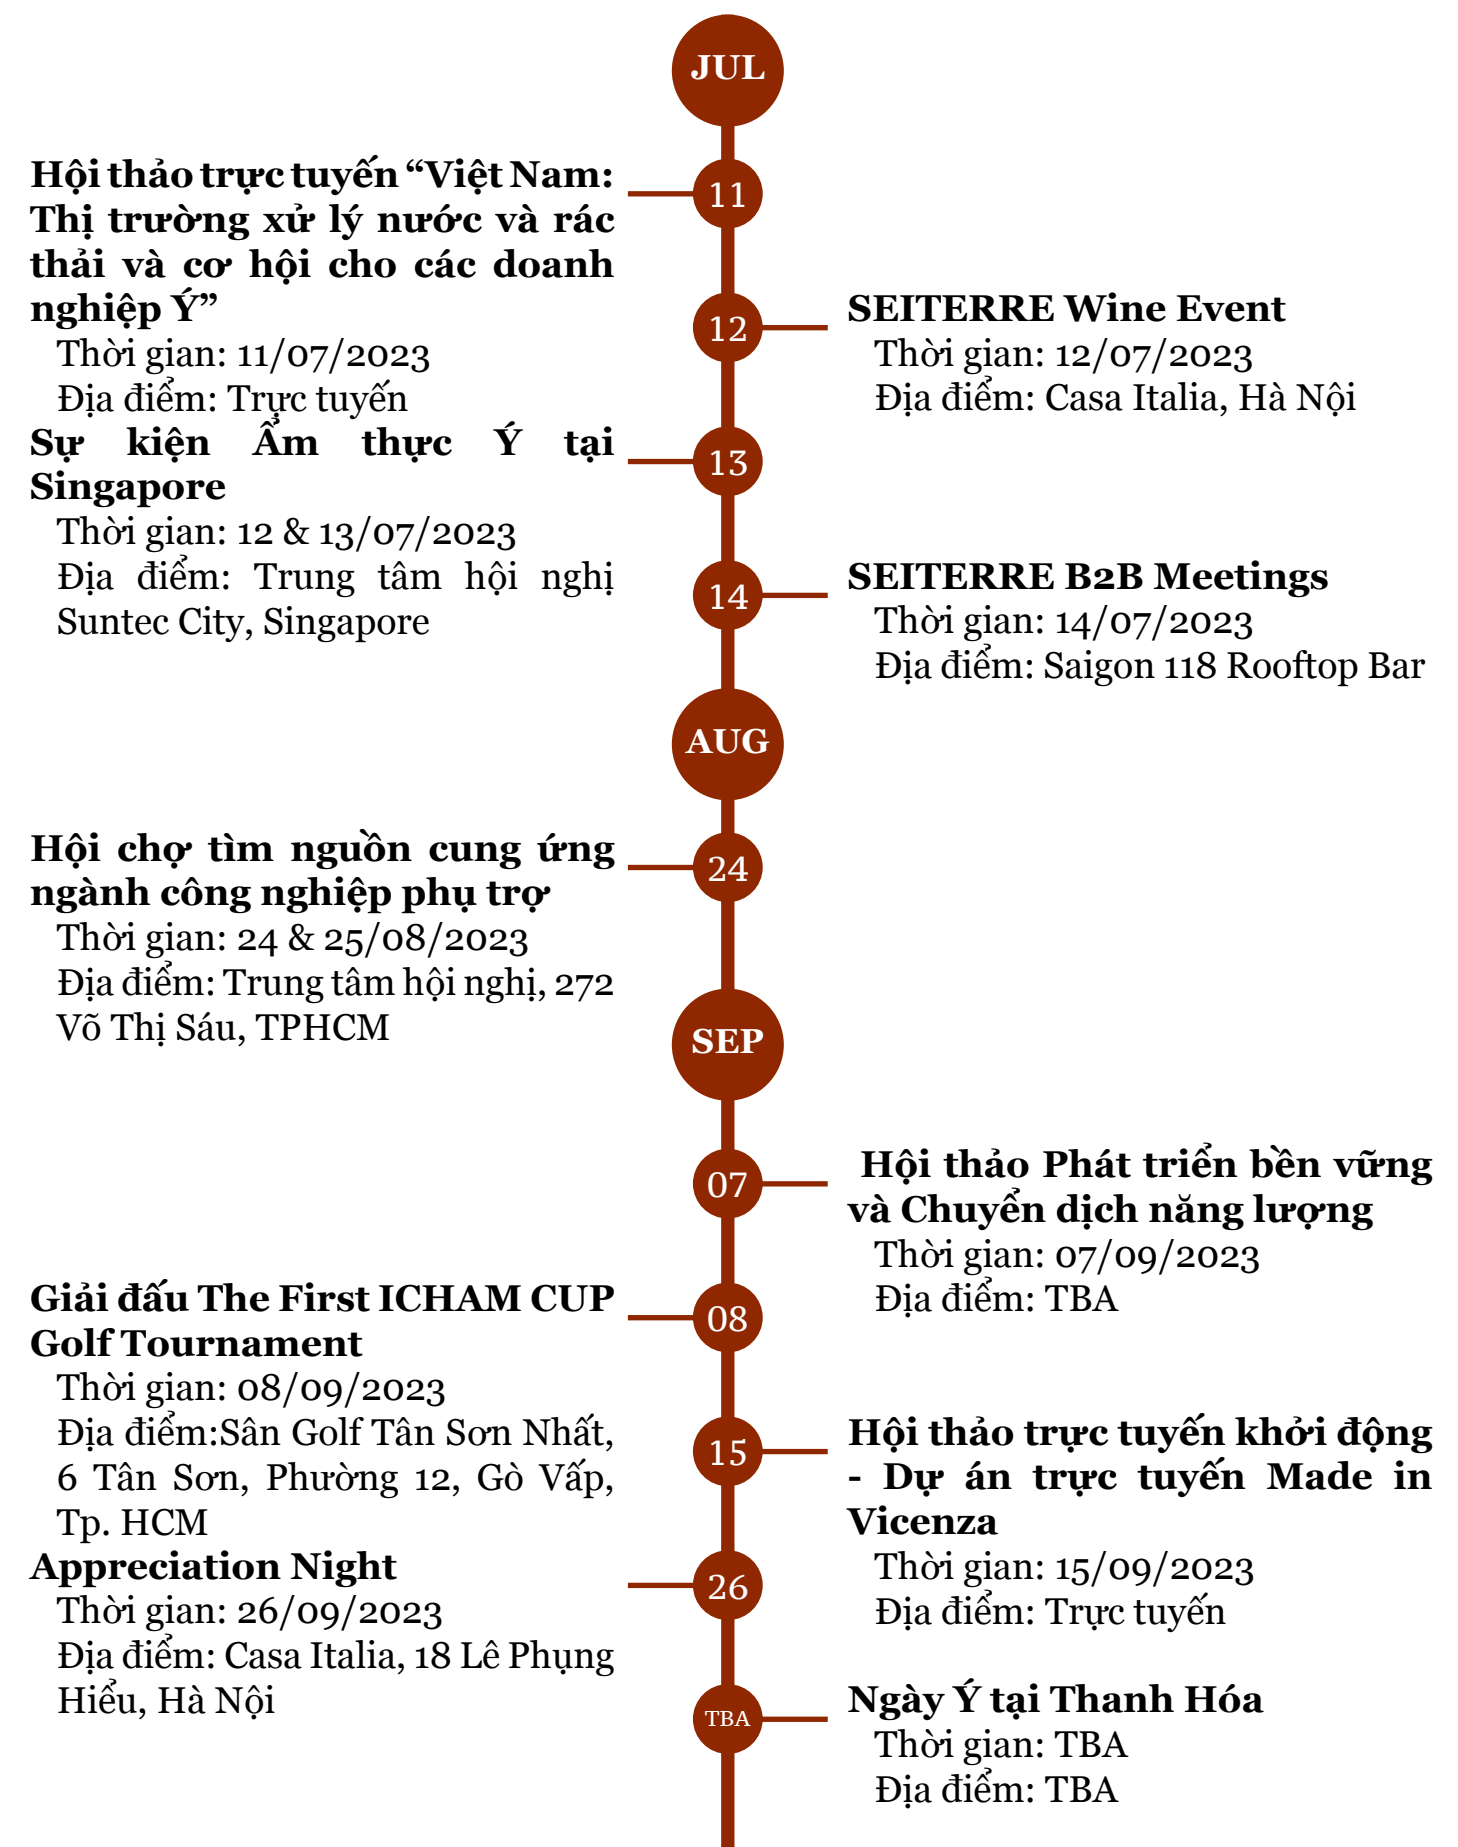 JUL
11
Hội thảo trực tuyến “Việt Nam:
Thị trường xử lý nước và rác
thải và cơ hội cho các doanh
nghiệp Ý”
Thời gian: 11/07/2023
Địa điểm: Trực tuyến
12
SEITERRE Wine Event
Thời gian: 12/07/2023
Địa điểm: Casa Italia, Hà Nội
13
Sự kiện Ẩm thực Ý tại
Singapore
Thời gian: 12 & 13/07/2023
Địa điểm: Trung tâm hội nghị
Suntec City, Singapore
14
SEITERRE B2B Meetings
Thời gian: 14/07/2023
Địa điểm: Saigon 118 Rooftop Bar
AUG
24
Hội chợ tìm nguồn cung ứng
ngành công nghiệp phụ trợ
Thời gian: 24 & 25/08/2023
Địa điểm: Trung tâm hội nghị, 272
Võ Thị Sáu, TPHCM
SEP
07
Hội thảo Phát triển bền vững
và Chuyển dịch năng lượng
Thời gian: 07/09/2023
Địa điểm: TBA
08
Giải đấu The First ICHAM CUP
Golf Tournament
Thời gian: 08/09/2023
Địa điểm:Sân Golf Tân Sơn Nhất,
6 Tân Sơn, Phường 12, Gò Vấp,
Tp. HCM
15
Hội thảo trực tuyến khởi động
- Dự án trực tuyến Made in
Vicenza
Thời gian: 15/09/2023
Địa điểm: Trực tuyến
26
Appreciation Night
Thời gian: 26/09/2023
Địa điểm: Casa Italia, 18 Lê Phụng
Hiểu, Hà Nội
TBA
Ngày Ý tại Thanh Hóa
Thời gian: TBA
Địa điểm: TBA